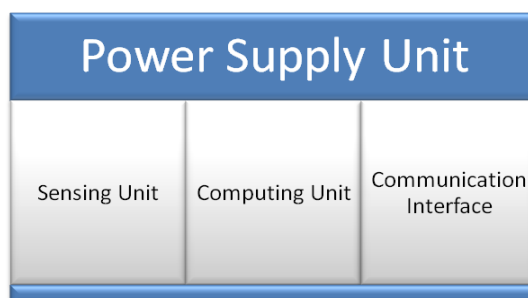 Power Supply Unit
Sensing Unit
Computing Unit
Communication
Interface